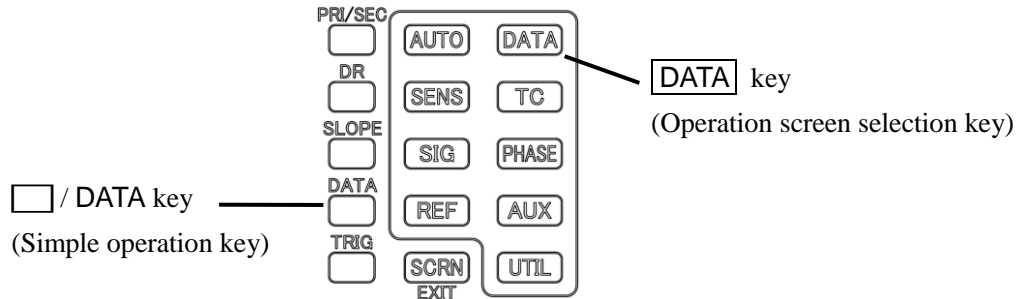 PRI/SEC
AUTO DATA
DATA key
(Operation screen selection key)
DR
SENS TC
SLOPE
SIG PHASE
DATA
/ DATA key
(Simple operation key)
REF AUX
TRIG
SCRN UTIL
EXIT